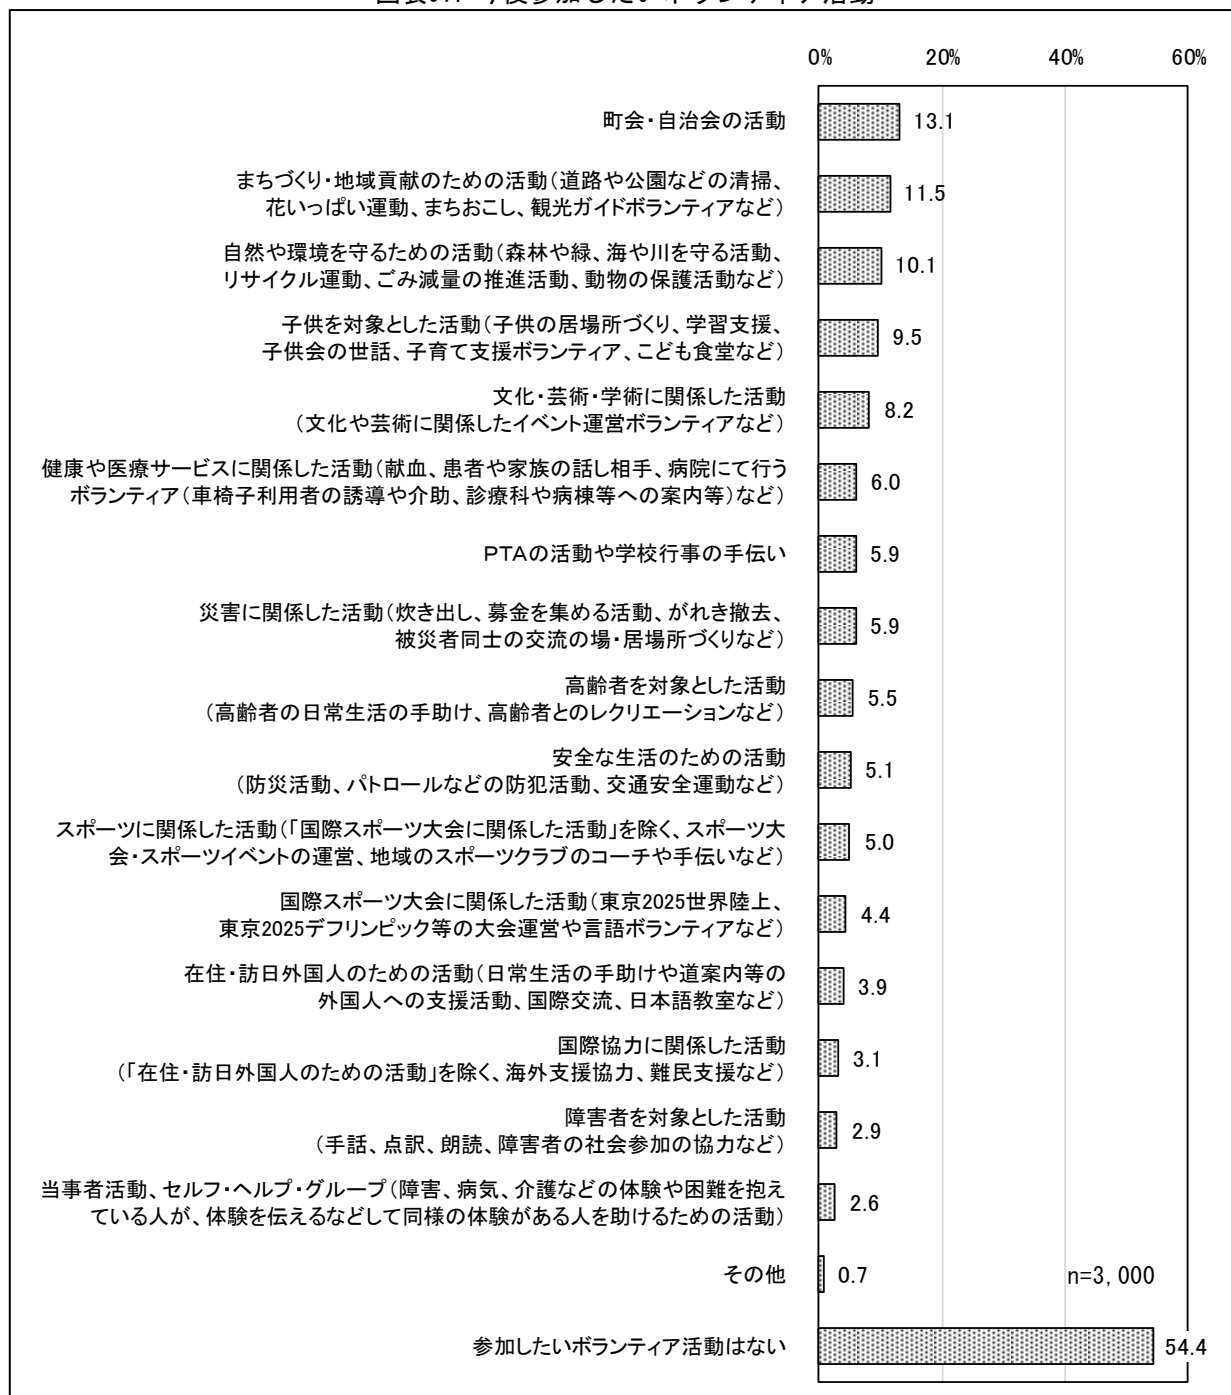 0% 20% 40% 60%
町会・自治会の活動 13.1
まちづくり・地域貢献のための活動(道路や公園などの清掃、
花いっぱい運動、まちおこし、観光ガイドボランティアなど) 11.5
自然や環境を守るための活動(森林や緑、海や川を守る活動、
リサイクル運動、ごみ減量の推進活動、動物の保護活動など) 10.1
子供を対象とした活動(子供の居場所づくり、学習支援、
子供会の世話、子育て支援ボランティア、こども食堂など) 9.5
文化・芸術・学術に関係した活動
(文化や芸術に関係したイベント運営ボランティアなど) 8.2
健康や医療サービスに関係した活動(献血、患者や家族の話し相手、病院にて行う
ボランティア(車椅子利用者の誘導や介助、診療科や病棟等への案内等)など) 6.0
PTAの活動や学校行事の手伝い 5.9
災害に関係した活動(炊き出し、募金を集める活動、がれき撤去、
被災者同士の交流の場・居場所づくりなど) 5.9
高齢者を対象とした活動
(高齢者の日常生活の手助け、高齢者とのレクリエーションなど) 5.5
安全な生活のための活動
(防災活動、パトロールなどの防犯活動、交通安全運動など) 5.1
スポーツに関係した活動(「国際スポーツ大会に関係した活動」を除く、スポーツ大
会・スポーツイベントの運営、地域のスポーツクラブのコーチや手伝いなど) 5.0
国際スポーツ大会に関係した活動(東京2025世界陸上、
東京2025デフリンピック等の大会運営や言語ボランティアなど) 4.4
在住・訪日外国人のための活動(日常生活の手助けや道案内等の
外国人への支援活動、国際交流、日本語教室など) 3.9
国際協力に関係した活動
(「在住・訪日外国人のための活動」を除く、海外支援協力、難民支援など) 3.1
障害者を対象とした活動
(手話、点訳、朗読、障害者の社会参加の協力など) 2.9
当事者活動、セルフ・ヘルプ・グループ(障害、病気、介護などの体験や困難を抱え
ている人が、体験を伝えるなどして同様の体験がある人を助けるための活動) 2.6
その他 0.7 n=3,000
参加したいボランティア活動はない 54.4